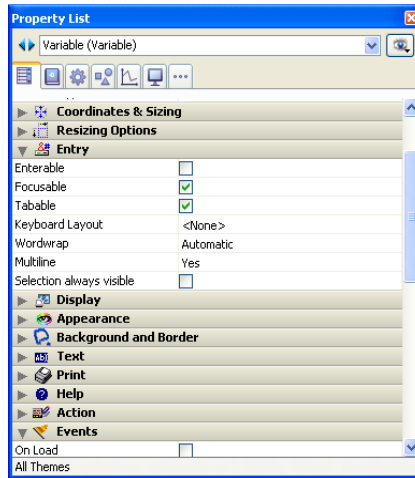 Property List
Variable (Variable)
Coordinates & Sizing
Resizing Options
Entry
Enterable
Focusable
Tabable
Keyboard Layout <None>
Wordwrap Automatic
Multiline Yes
Selection always visible
Display
Appearance
Background and Border
Text
Print
Help
Action
Events
On Load
All Themes